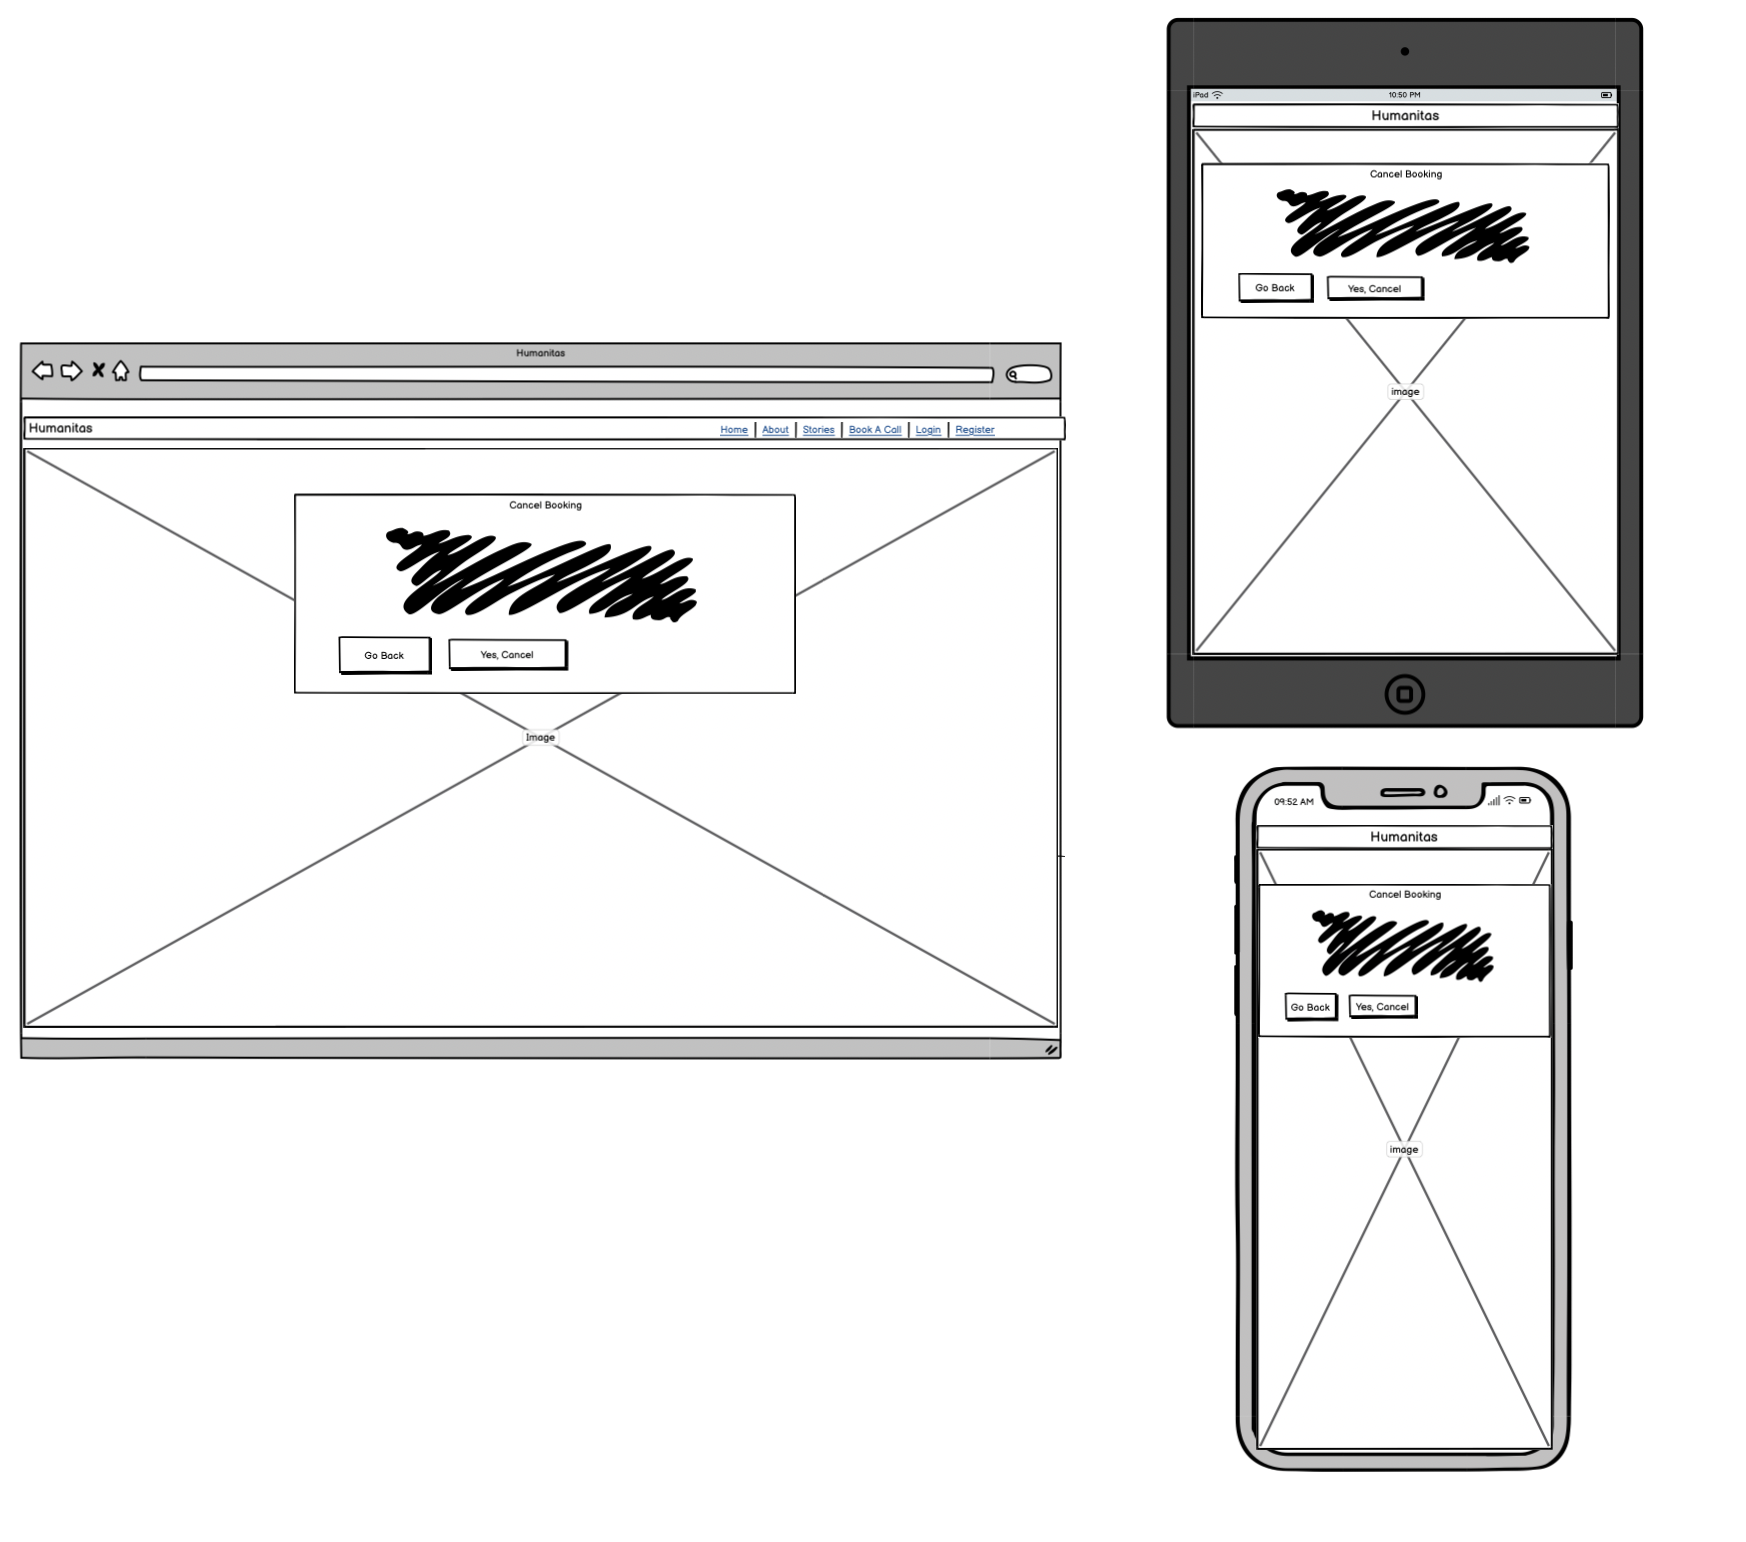 Humanitas
Humanitas
Home About Stories Book A Call Login Register
Cancel Booking
Go Back Yes, Cancel
Image
iPad 10:50 PM
Humanitas
Cancel Booking
Go Back Yes, Cancel
image
09:52 AM
Humanitas
Cancel Booking
Go Back Yes, Cancel
image